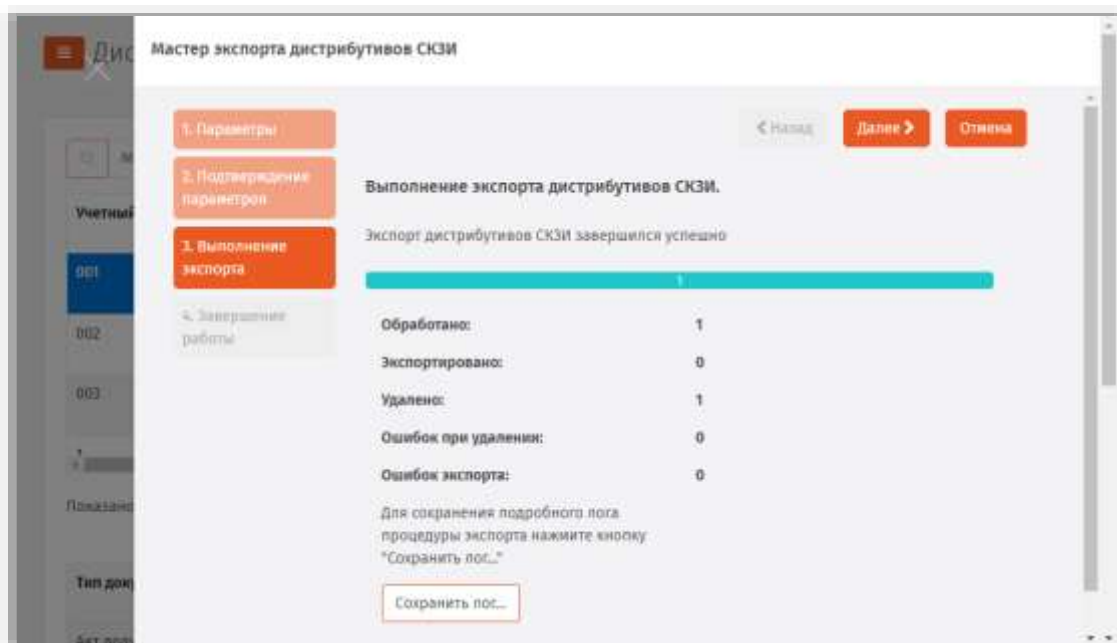 Дис
Мастер экспорта дистрибутивов СКЗИ
1. Параметры
Назад
Далее
Отмена
2. Подтверждение
параметров
Выполнение экспорта дистрибутивов СКЗИ.
Учетный
Экспорт дистрибутивов СКЗИ завершился успешно
3. Выполнение
экспорта
001
1
4. Завершение
работы
002
Обработано: 1
Экспортировано: 0
003
Удалено: 1
Ошибок при удалении: 0
Ошибок экспорта: 0
Показано
Для сохранения подробного лога
процедуры экспорта нажмите кнопку
"Сохранить лог..."
Тип док
Сохранить лог...